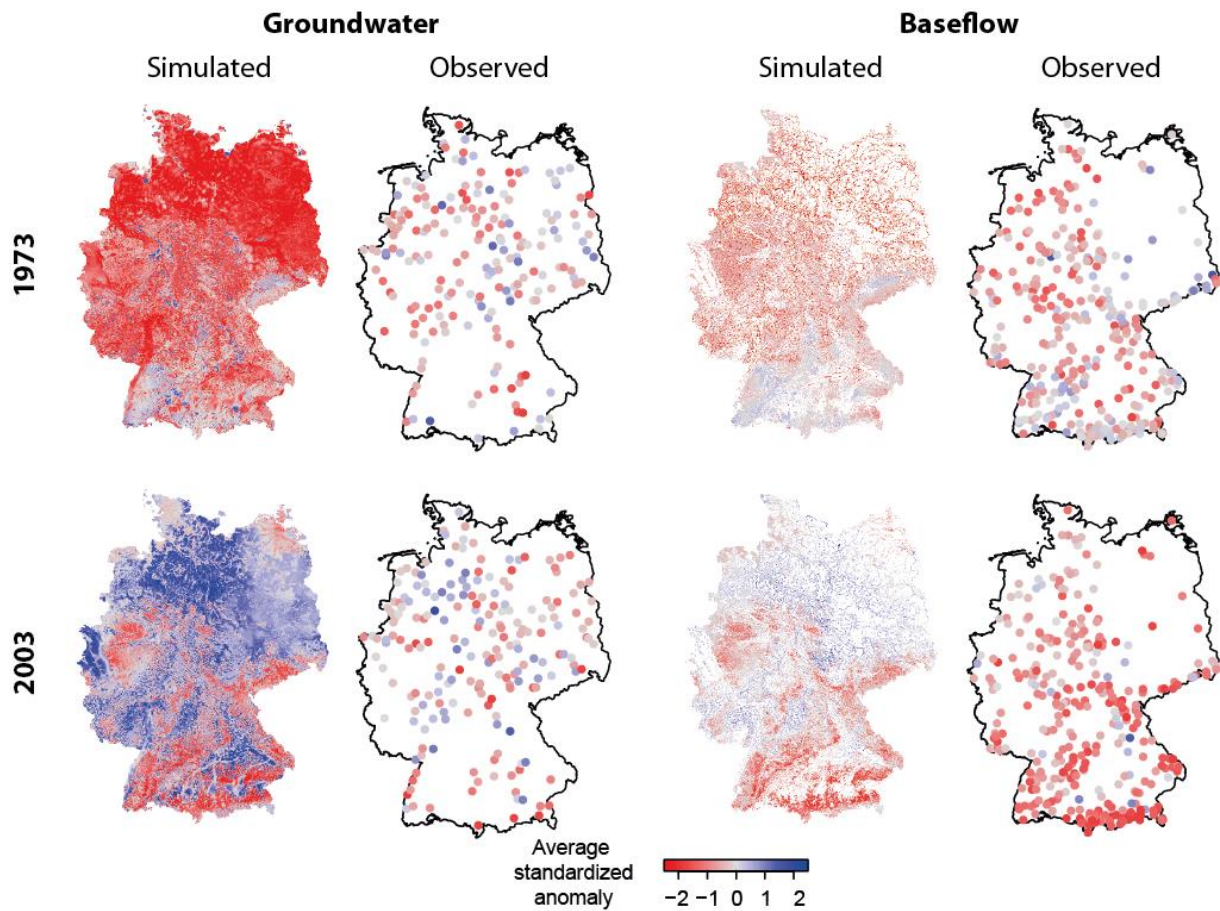 Groundwater
Baseflow
Simulated
Observed
Simulated
Observed
1973
2003
Average
standardized
anomaly
−2 −1 0 1 2